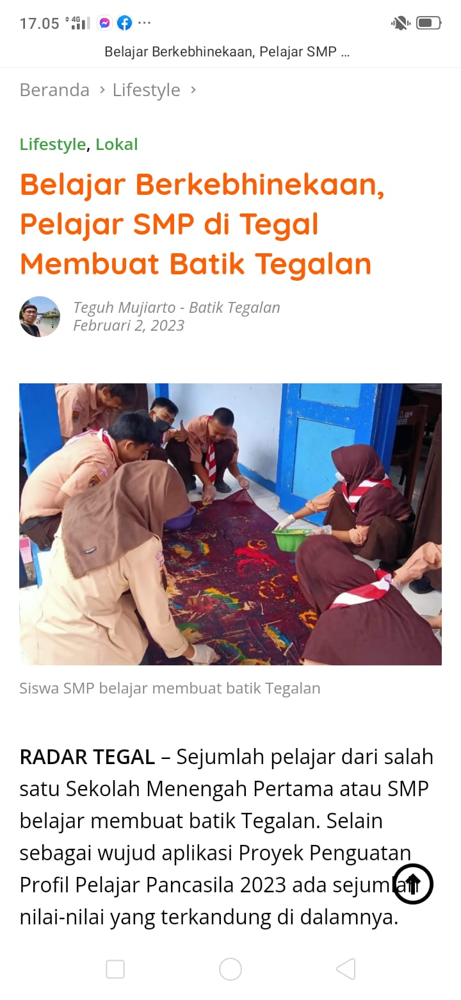 17.05 4G ...
Belajar Berkebhinekaan, Pelajar SMP ...
Beranda > Lifestyle >
Lifestyle, Lokal
Belajar Berkebhinekaan,
Pelajar SMP di Tegal
Membuat Batik Tegalan
Teguh Mujiarto - Batik Tegalan
Februari 2, 2023
Siswa SMP belajar membuat batik Tegalan
RADAR TEGAL – Sejumlah pelajar dari salah
satu Sekolah Menengah Pertama atau SMP
belajar membuat batik Tegalan. Selain
sebagai wujud aplikasi Proyek Penguatan
Profil Pelajar Pancasila 2023 ada sejumlah
nilai-nilai yang terkandung di dalamnya.